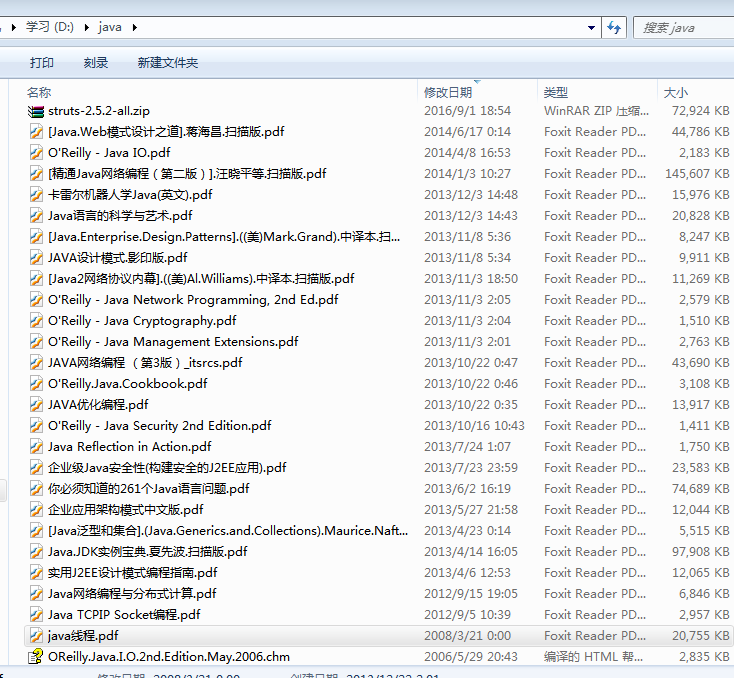 学习 (D:) java 搜索 java
打印 刻录 新建文件夹
名称 修改日期 类型 大小
struts-2.5.2-all.zip 2016/9/1 18:54 WinRAR ZIP 压缩... 72,924 KB
[Java.Web模式设计之道].蒋海昌.扫描版.pdf 2014/6/17 0:14 Foxit Reader PD... 44,786 KB
O'Reilly - Java IO.pdf 2014/4/8 16:53 Foxit Reader PD... 2,183 KB
[精通Java网络编程（第二版）].汪晓平等.扫描版.pdf 2014/1/3 10:27 Foxit Reader PD... 145,607 KB
卡雷尔机器人学Java(英文).pdf 2013/12/3 14:48 Foxit Reader PD... 15,976 KB
Java语言的科学与艺术.pdf 2013/12/3 14:43 Foxit Reader PD... 20,828 KB
[Java.Enterprise.Design.Patterns].((美)Mark.Grand).中译本.扫... 2013/11/8 5:36 Foxit Reader PD... 8,247 KB
JAVA设计模式.影印版.pdf 2013/11/8 5:34 Foxit Reader PD... 9,911 KB
[Java2网络协议内幕].((美)Al.Williams).中译本.扫描版.pdf 2013/11/3 18:50 Foxit Reader PD... 11,269 KB
O'Reilly - Java Network Programming, 2nd Ed.pdf 2013/11/3 2:05 Foxit Reader PD... 2,579 KB
O'Reilly - Java Cryptography.pdf 2013/11/3 2:04 Foxit Reader PD... 1,510 KB
O'Reilly - Java Management Extensions.pdf 2013/11/3 2:01 Foxit Reader PD... 2,763 KB
JAVA网络编程 （第3版）_itsrcs.pdf 2013/10/22 0:47 Foxit Reader PD... 43,690 KB
O'Reilly.Java.Cookbook.pdf 2013/10/22 0:46 Foxit Reader PD... 3,108 KB
JAVA优化编程.pdf 2013/10/22 0:35 Foxit Reader PD... 13,917 KB
O'Reilly - Java Security 2nd Edition.pdf 2013/10/16 10:43 Foxit Reader PD... 1,411 KB
Java Reflection in Action.pdf 2013/7/24 1:07 Foxit Reader PD... 1,750 KB
企业级Java安全性(构建安全的J2EE应用).pdf 2013/7/23 23:59 Foxit Reader PD... 23,583 KB
你必须知道的261个Java语言问题.pdf 2013/6/2 16:19 Foxit Reader PD... 74,689 KB
企业应用架构模式中文版.pdf 2013/5/27 21:58 Foxit Reader PD... 12,044 KB
[Java泛型和集合].(Java.Generics.and.Collections).Maurice.Naft... 2013/4/23 0:14 Foxit Reader PD... 5,515 KB
Java.JDK实例宝典.夏先波.扫描版.pdf 2013/4/14 16:05 Foxit Reader PD... 97,908 KB
实用J2EE设计模式编程指南.pdf 2013/4/6 12:53 Foxit Reader PD... 12,065 KB
Java网络编程与分布式计算.pdf 2012/9/15 19:05 Foxit Reader PD... 6,846 KB
Java TCPIP Socket编程.pdf 2012/9/5 10:39 Foxit Reader PD... 2,957 KB
java线程.pdf 2008/3/21 0:00 Foxit Reader PD... 20,755 KB
OReilly.Java.I.O.2nd.Edition.May.2006.chm 2006/5/29 20:43 编译的 HTML 帮... 2,835 KB